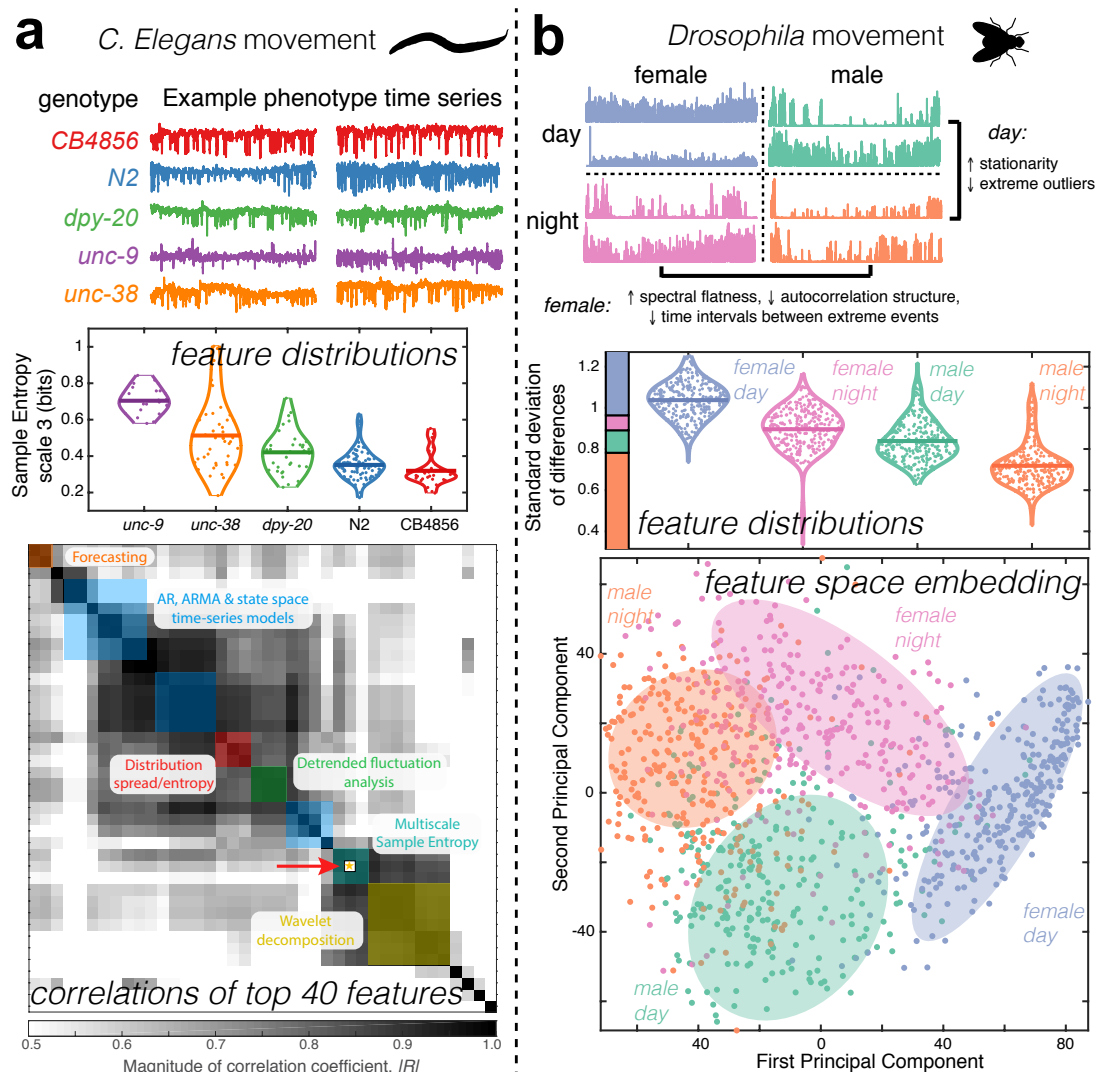 a
C. Elegans movement
genotype
Example phenotype time series
CB4856
N2
dpy-20
unc-9
unc-38
feature distributions
Sample Entropy
scale 3 (bits)
1
0.8
0.6
0.4
0.2
unc-9
unc-38
dpy-20
N2
CB4856
Forecasting
AR, ARMA & state space
time-series models
Distribution
spread/entropy
Detrended fluctuation
analysis
Multiscale
Sample Entropy
Wavelet
decomposition
correlations of top 40 features
0.5
0.6
0.7
0.8
0.9
1.0
Magnitude of correlation coefficient, |R|
b
Drosophila movement
female
male
day
night
day:
↑ stationarity
↓ extreme outliers
female:
↑ spectral flatness, ↓ autocorrelation structure,
↓ time intervals between extreme events
Standard deviation
of differences
1.2
1
0.8
0.6
0.4
female
day
female
night
male
day
male
night
feature distributions
feature space embedding
male
night
female
night
female
day
male
day
Second Principal Component
40
0
-40
40
0
40
80
First Principal Component